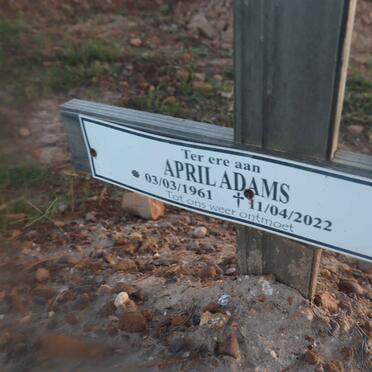 Ter ere aan
APRIL ADAMS
* 03/03/1961 † 11/04/2022
Tot ons weer ontmoet